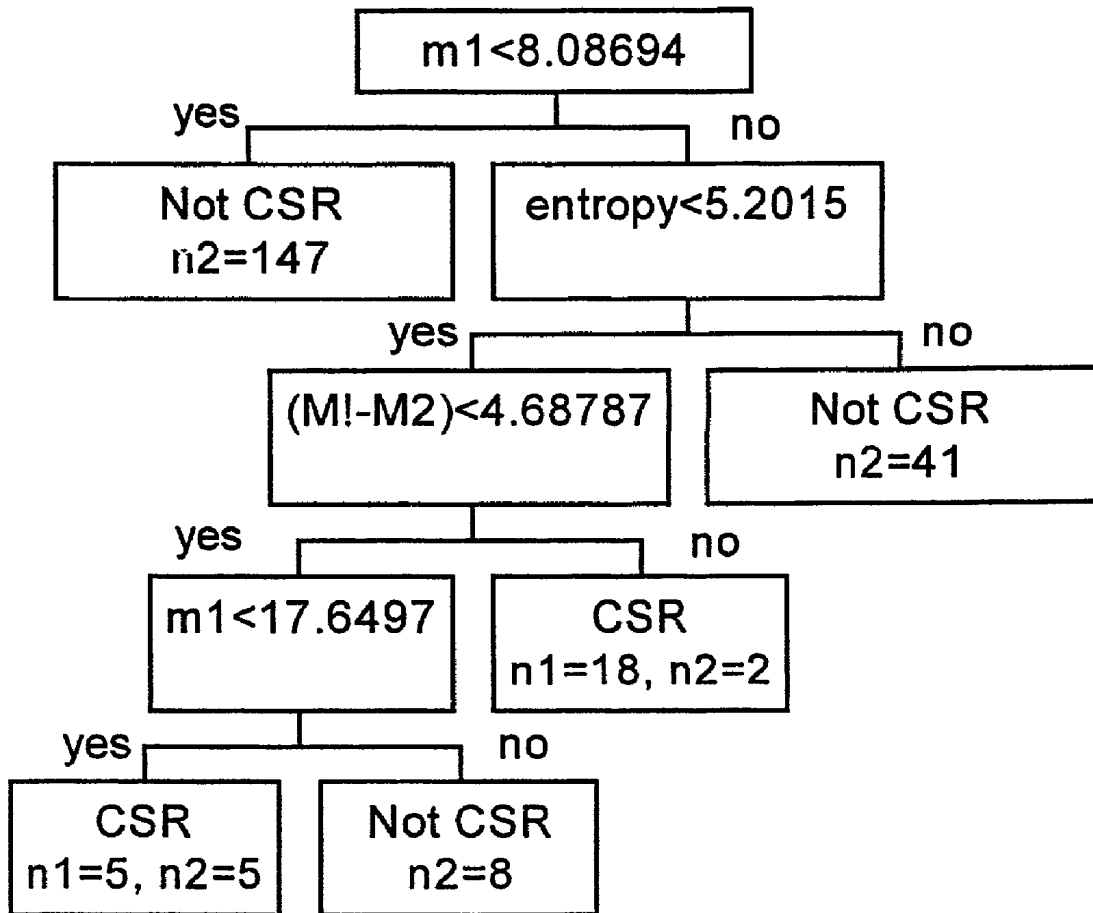 m1<8.08694
yes
no
Not CSR
n2=147
entropy<5.2015
yes
no
(M!-M2)<4.68787
Not CSR
n2=41
yes
no
m1<17.6497
CSR
n1=18, n2=2
yes
no
CSR
n1=5, n2=5
Not CSR
n2=8